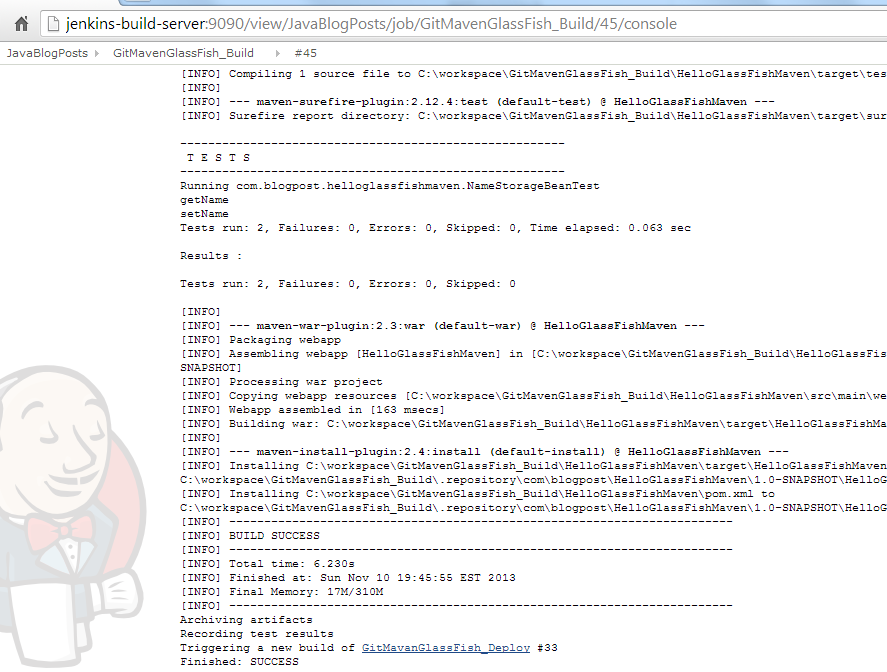 jenkins-build-server:9090/view/JavaBlogPosts/job/GitMavenGlassFish_Build/45/console
JavaBlogPosts GitMavenGlassFish_Build #45
[INFO] Compiling 1 source file to C:\workspace\GitMavenGlassFish_Build\HelloGlassFishMaven\target\tes
[INFO]
[INFO] --- maven-surefire-plugin:2.12.4:test (default-test) @ HelloGlassFishMaven ---
[INFO] Surefire report directory: C:\workspace\GitMavenGlassFish_Build\HelloGlassFishMaven\target\sur
-------------------------------------------------------
T E S T S
-------------------------------------------------------
Running com.blogpost.helloglassfishmaven.NameStorageBeanTest
getName
setName
Tests run: 2, Failures: 0, Errors: 0, Skipped: 0, Time elapsed: 0.063 sec
Results :
Tests run: 2, Failures: 0, Errors: 0, Skipped: 0
[INFO]
[INFO] --- maven-war-plugin:2.3:war (default-war) @ HelloGlassFishMaven ---
[INFO] Packaging webapp
[INFO] Assembling webapp [HelloGlassFishMaven] in [C:\workspace\GitMavenGlassFish_Build\HelloGlassFis
SNAPSHOT]
[INFO] Processing war project
[INFO] Copying webapp resources [C:\workspace\GitMavenGlassFish_Build\HelloGlassFishMaven\src\main\we
[INFO] Webapp assembled in [163 msecs]
[INFO] Building war: C:\workspace\GitMavenGlassFish_Build\HelloGlassFishMaven\target\HelloGlassFishMa
[INFO]
[INFO] --- maven-install-plugin:2.4:install (default-install) @ HelloGlassFishMaven ---
[INFO] Installing C:\workspace\GitMavenGlassFish_Build\HelloGlassFishMaven\target\HelloGlassFishMaven
C:\workspace\GitMavenGlassFish_Build\.repository\com\blogpost\HelloGlassFishMaven\1.0-SNAPSHOT\HelloG
[INFO] Installing C:\workspace\GitMavenGlassFish_Build\HelloGlassFishMaven\pom.xml to
C:\workspace\GitMavenGlassFish_Build\.repository\com\blogpost\HelloGlassFishMaven\1.0-SNAPSHOT\HelloG
[INFO] ------------------------------------------------------------------------
[INFO] BUILD SUCCESS
[INFO] ------------------------------------------------------------------------
[INFO] Total time: 6.230s
[INFO] Finished at: Sun Nov 10 19:45:55 EST 2013
[INFO] Final Memory: 17M/310M
[INFO] ------------------------------------------------------------------------
Archiving artifacts
Recording test results
Triggering a new build of GitMavanGlassFish_Deploy #33
Finished: SUCCESS